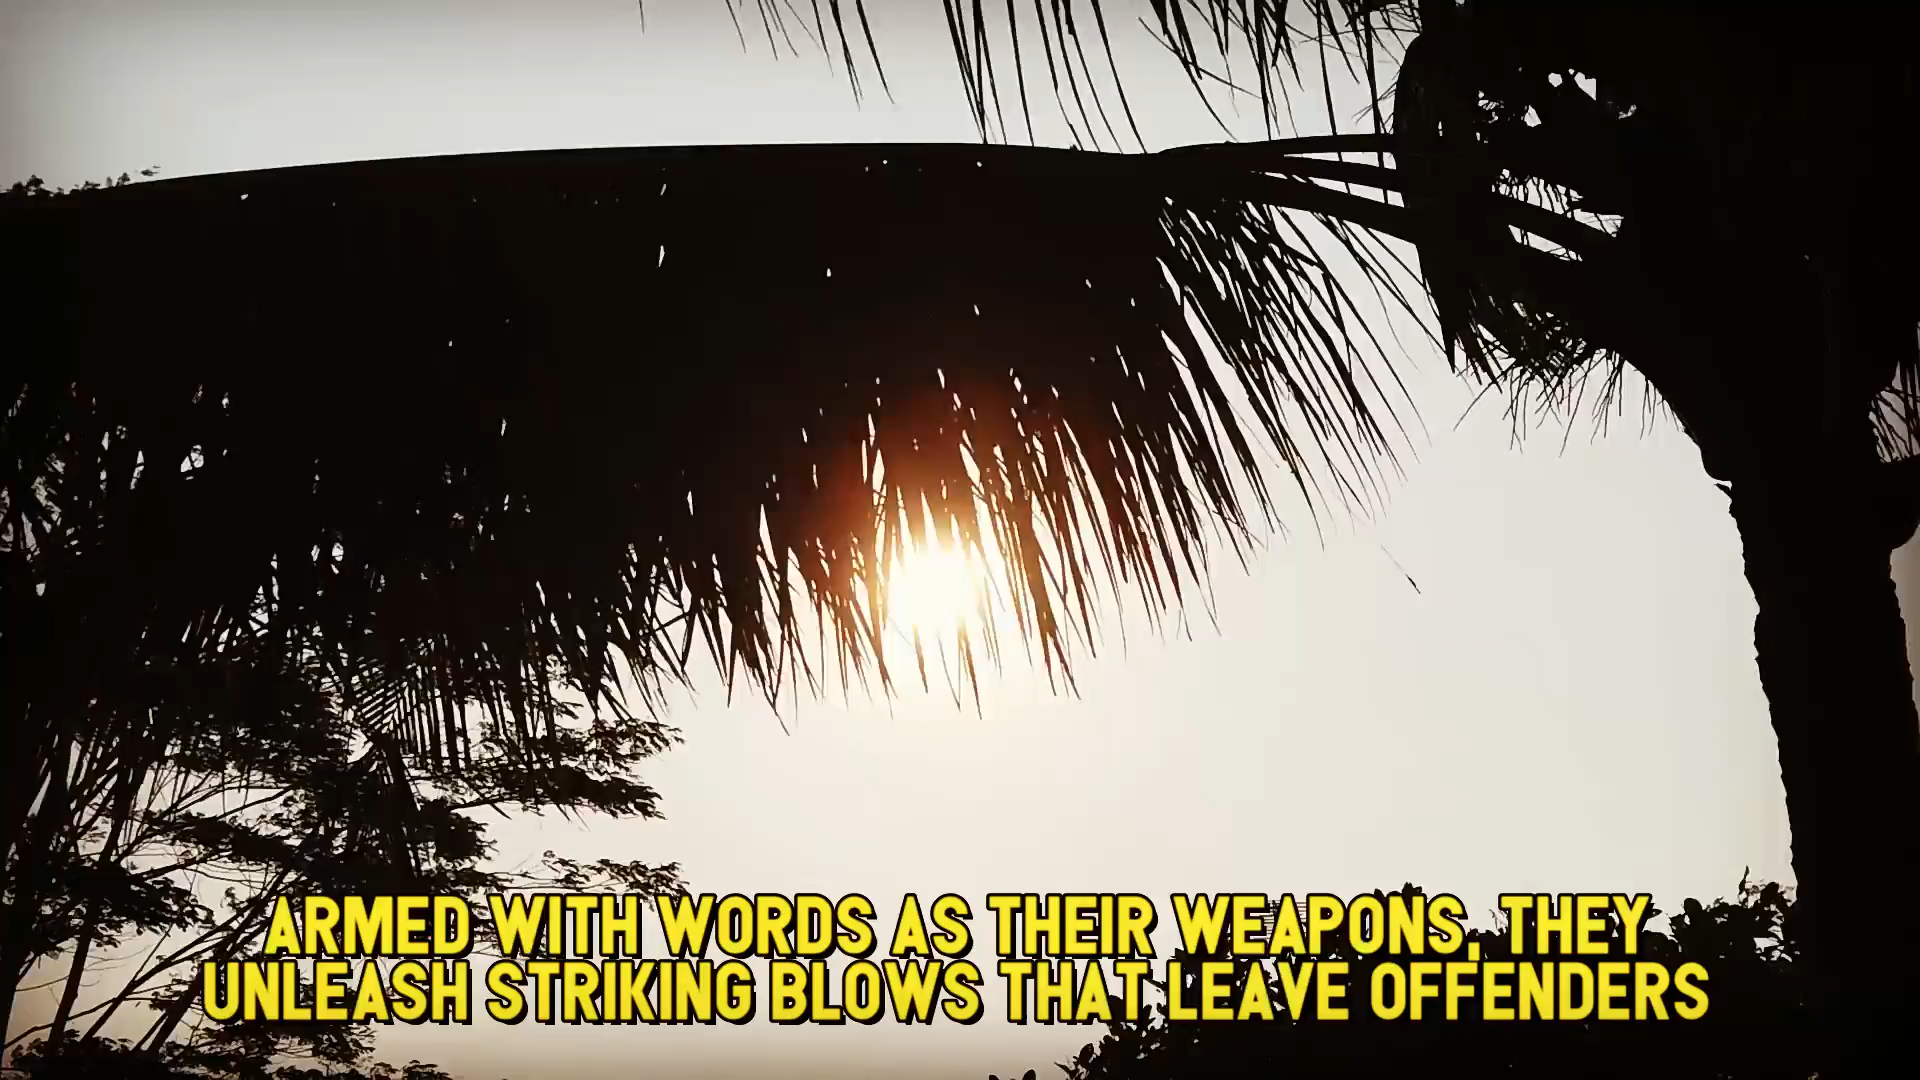 ARMED WITH WORDS AS THEIR WEAPONS, THEY
UNLEASH STRIKING BLOWS THAT LEAVE OFFENDERS